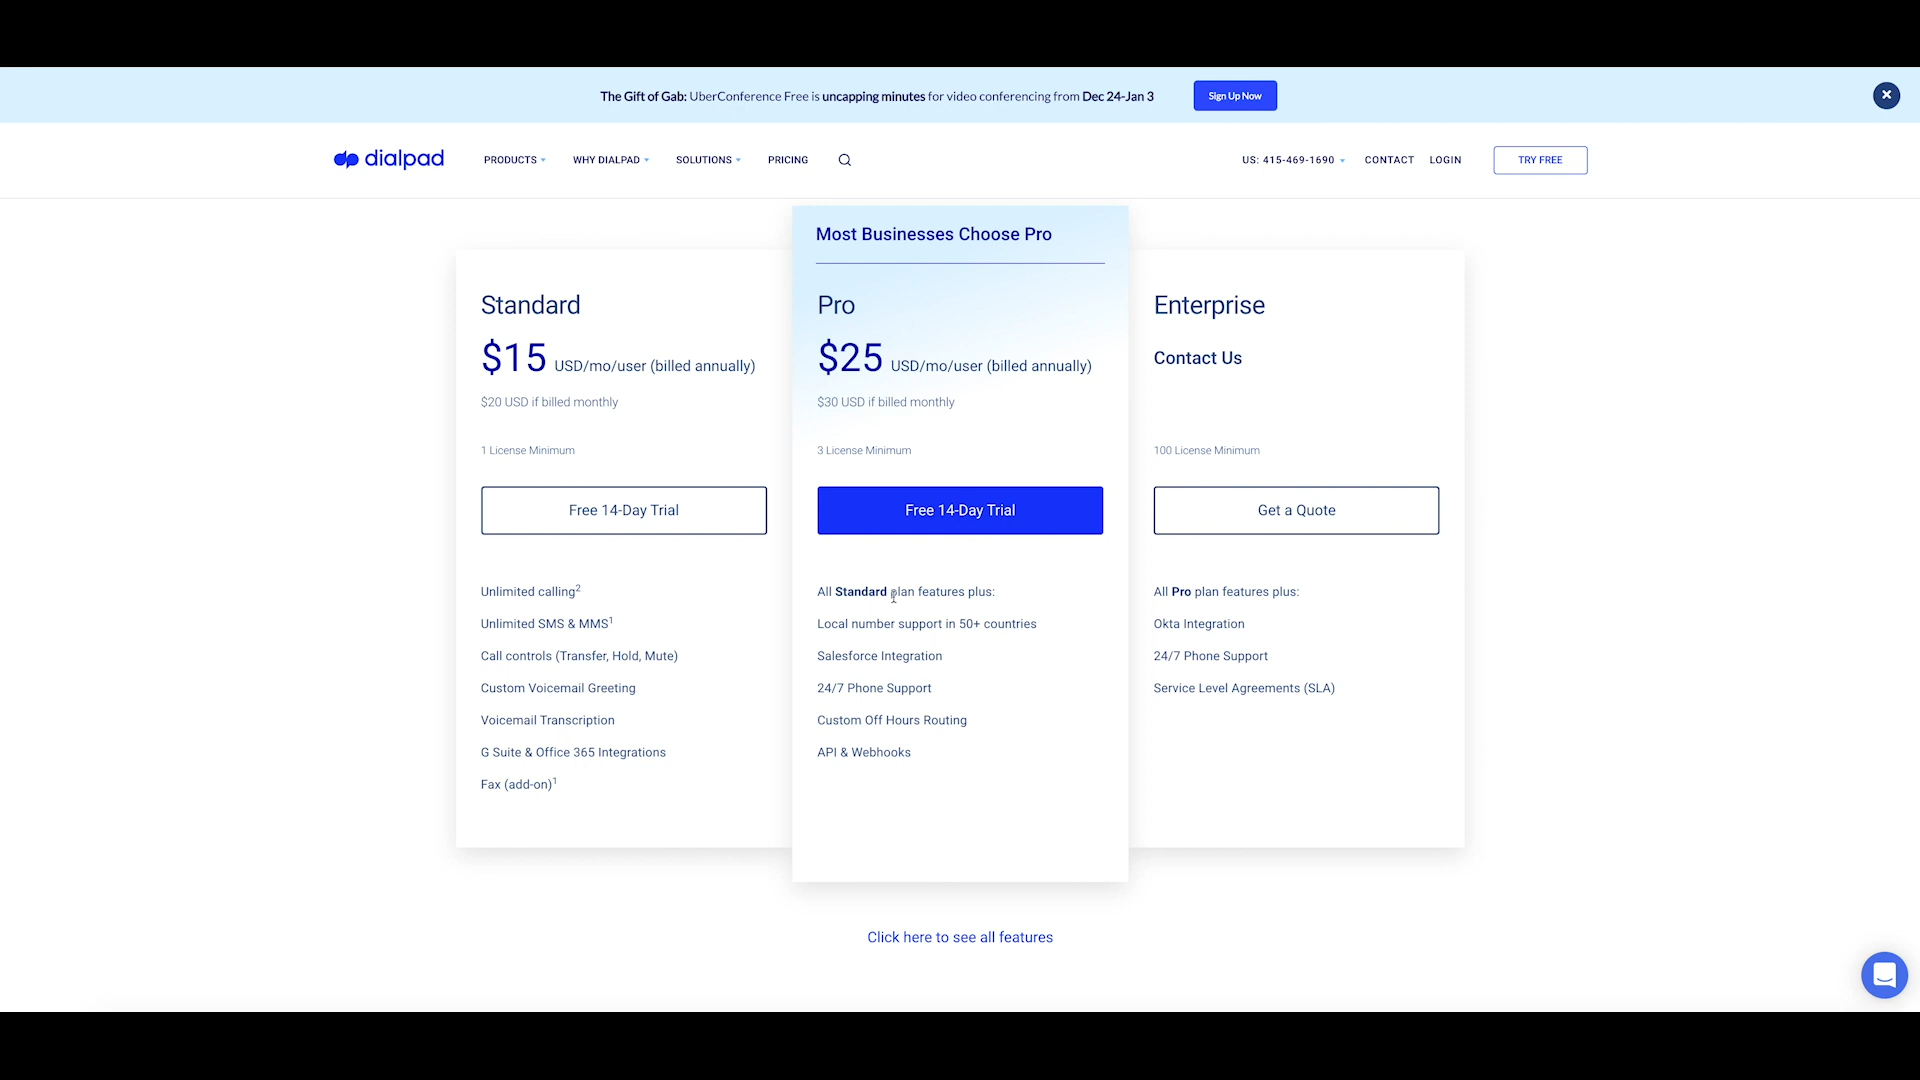 The Gift of Gab: UberConference Free is uncapping minutes for video conferencing from Dec 24-Jan 3
Sign Up Now
dialpad
PRODUCTS
WHY DIALPAD
SOLUTIONS
PRICING
US: 415-469-1690
CONTACT
LOGIN
TRY FREE
Most Businesses Choose Pro
Standard
$15 USD/mo/user (billed annually)
$20 USD if billed monthly
1 License Minimum
Free 14-Day Trial
Unlimited calling²
Unlimited SMS & MMS¹
Call controls (Transfer, Hold, Mute)
Custom Voicemail Greeting
Voicemail Transcription
G Suite & Office 365 Integrations
Fax (add-on)¹
Pro
$25 USD/mo/user (billed annually)
$30 USD if billed monthly
3 License Minimum
Free 14-Day Trial
All Standard plan features plus:
Local number support in 50+ countries
Salesforce Integration
24/7 Phone Support
Custom Off Hours Routing
API & Webhooks
Enterprise
Contact Us
100 License Minimum
Get a Quote
All Pro plan features plus:
Okta Integration
24/7 Phone Support
Service Level Agreements (SLA)
Click here to see all features